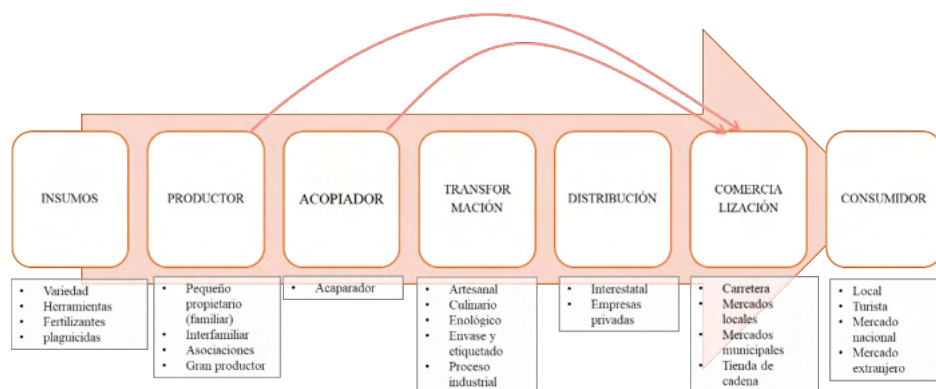 INSUMOS
PRODUCTOR
ACOPIADOR
TRANSFOR
MACIÓN
DISTRIBUCIÓN
COMERCIA
LIZACIÓN
CONSUMIDOR
• Variedad
• Herramientas
• Fertilizantes
• plaguicidas
• Pequeño
propietario
(familiar)
• Interfamiliar
• Asociaciones
• Gran productor
• Acaparador
• Artesanal
• Culinario
• Enológico
• Envase y
etiquetado
• Proceso
industrial
• Interestatal
• Empresas
privadas
• Carretera
• Mercados
locales
• Mercados
municipales
• Tienda de
cadena
• Local
• Turista
• Mercado
nacional
• Mercado
extranjero